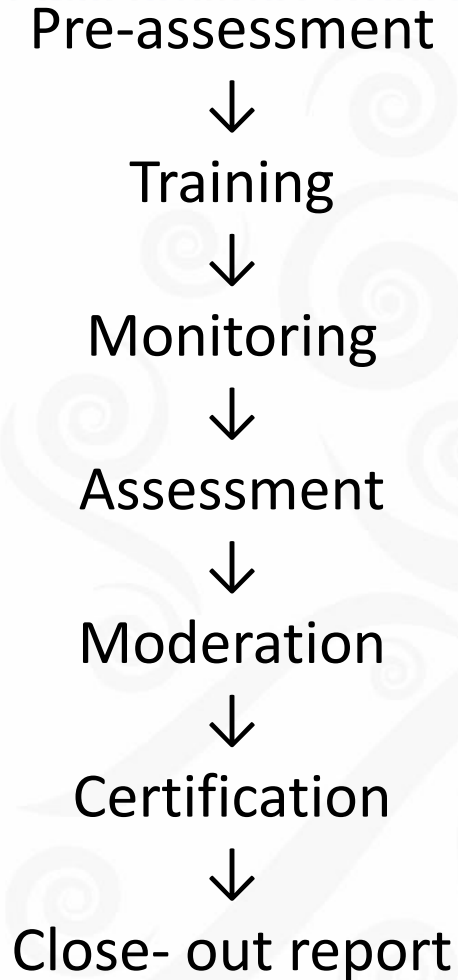 Pre-assessment
↓
Training
↓
Monitoring
↓
Assessment
↓
Moderation
↓
Certification
↓
Close- out report